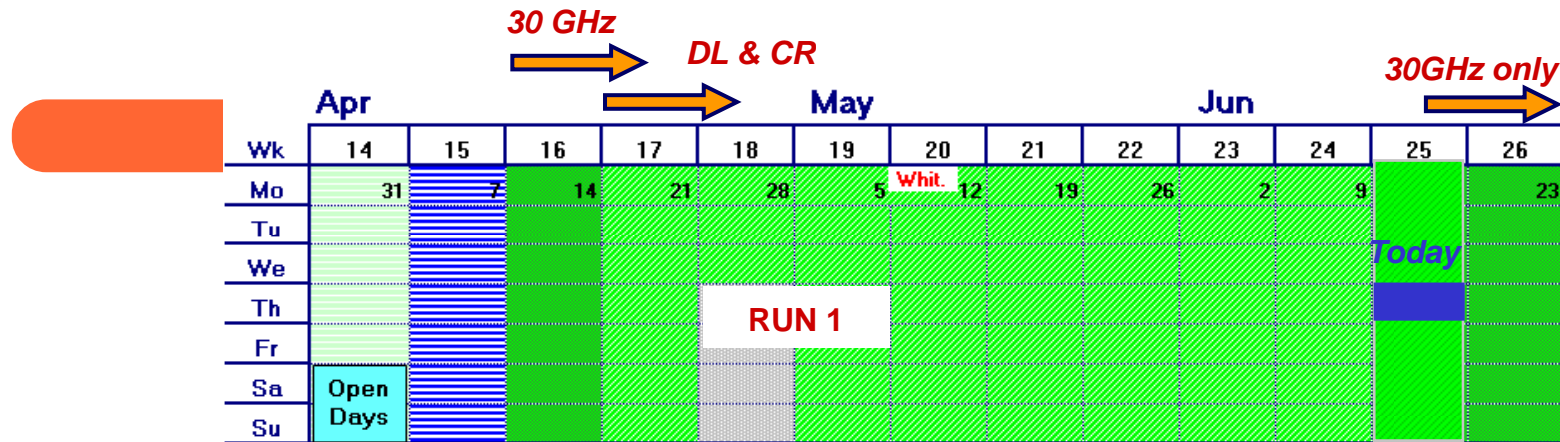 30 GHz
DL & CR
30GHz only
Apr May Jun
Wk 14 15 16 17 18 19 20 21 22 23 24 25 26
Mo 31 7 14 21 28 5 Whit. 12 19 26 2 9 23
Tu
We Today
Th
RUN 1
Fr
Sa Open
Days
Su